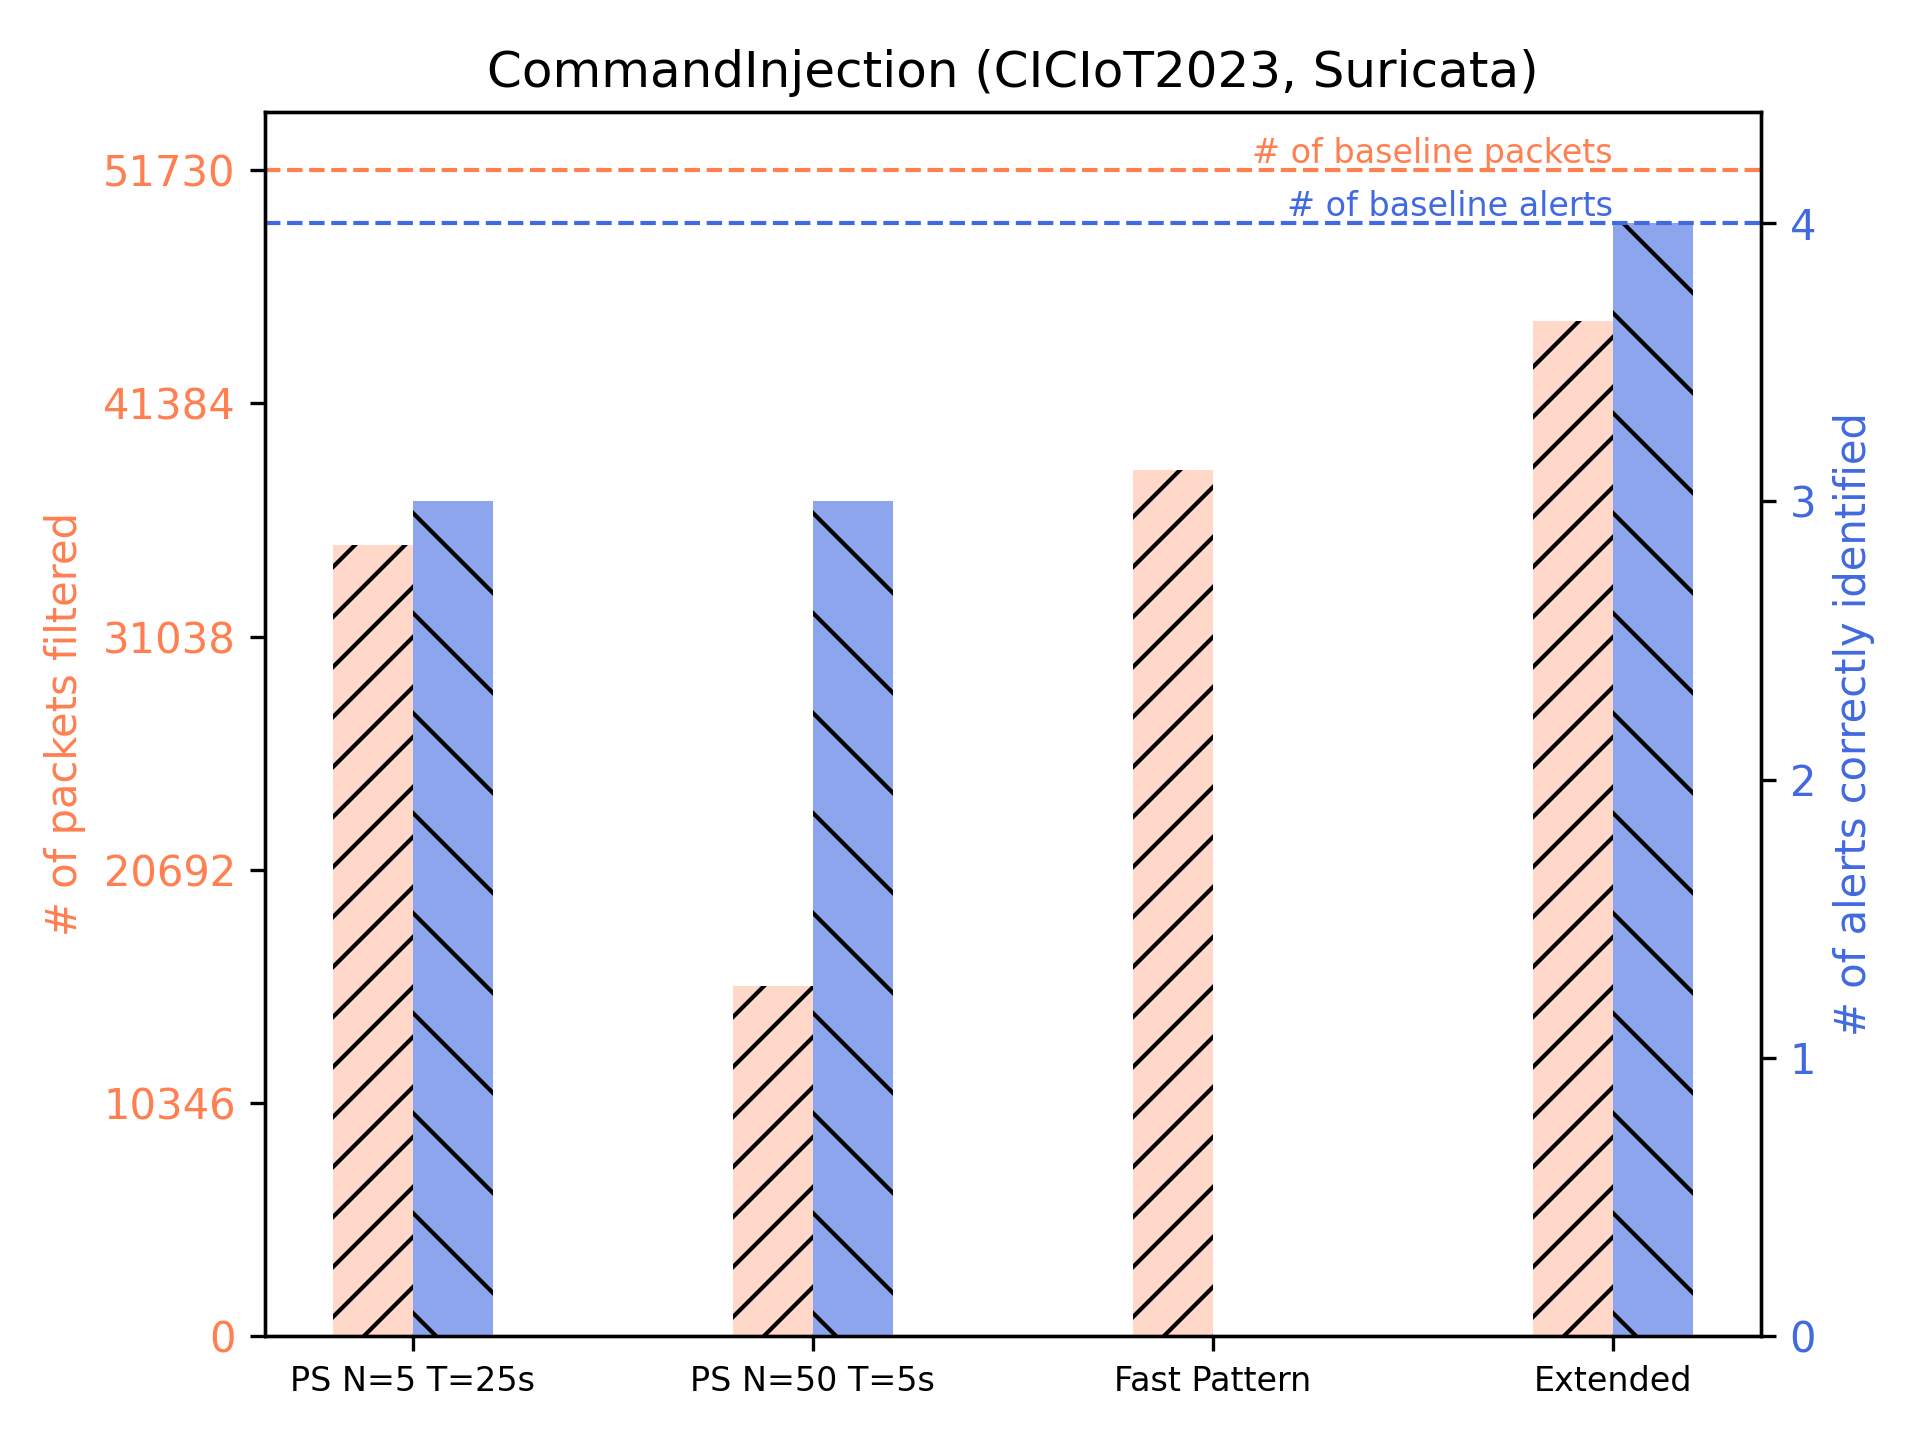 CommandInjection (CICIoT2023, Suricata)
# of baseline packets
# of baseline alerts
# of packets filtered
51730
41384
31038
20692
10346
0
4
3
2
1
0
# of alerts correctly identified
PS N=5 T=25s
PS N=50 T=5s
Fast Pattern
Extended